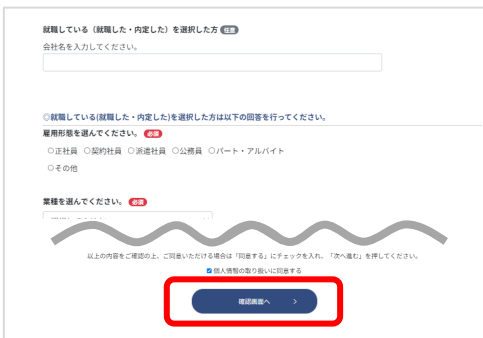 就職している（就職した・内定した）を選択した方 任意
会社名を入力してください。
◎就職している(就職した・内定した)を選択した方は以下の回答を行ってください。
雇用形態を選んでください。 必須
○正社員 ○契約社員 ○派遣社員 ○公務員 ○パート・アルバイト
○その他
業種を選んでください。 必須
以上の内容をご確認の上、ご同意いただける場合は「同意する」にチェックを入れ、「次へ進む」を押してください。
個人情報の取り扱いに同意する
確認画面へ >